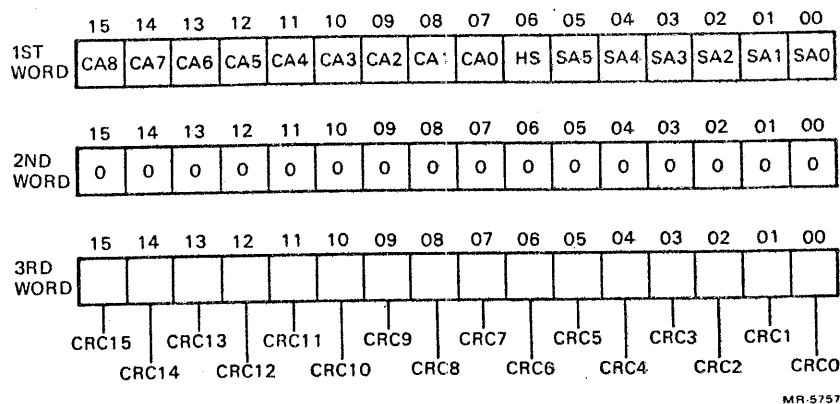 15 14 13 12 11 10 09 08 07 06 05 04 03 02 01 00
1ST WORD CA8 CA7 CA6 CA5 CA4 CA3 CA2 CA1 CA0 HS SA5 SA4 SA3 SA2 SA1 SA0
15 14 13 12 11 10 09 08 07 06 05 04 03 02 01 00
2ND WORD 0 0 0 0 0 0 0 0 0 0 0 0 0 0 0 0
15 14 13 12 11 10 09 08 07 06 05 04 03 02 01 00
3RD WORD
CRC15 CRC13 CRC11 CRC9 CRC7 CRC5 CRC3 CRC1
CRC14 CRC12 CRC10 CRC8 CRC6 CRC4 CRC2 CRC0
MR-5757